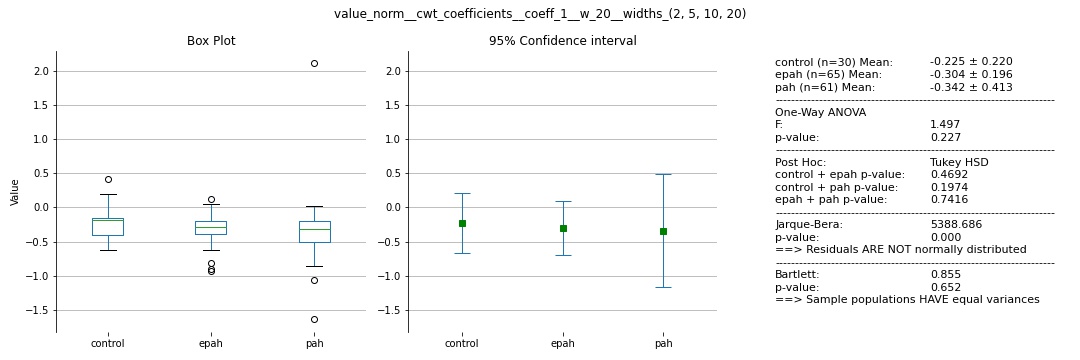 value_norm__cwt_coefficients__coeff_1__w_20__widths_(2, 5, 10, 20)
Box Plot
Value
2.0
1.5
1.0
0.5
0.0
−0.5
−1.0
−1.5
control epah pah
95% Confidence interval
2.0
1.5
1.0
0.5
0.0
−0.5
−1.0
−1.5
control epah pah
control (n=30) Mean: -0.225 ± 0.220
epah (n=65) Mean: -0.304 ± 0.196
pah (n=61) Mean: -0.342 ± 0.413
One-Way ANOVA
F: 1.497
p-value: 0.227
Post Hoc: Tukey HSD
control + epah p-value: 0.4692
control + pah p-value: 0.1974
epah + pah p-value: 0.7416
Jarque-Bera: 5388.686
p-value: 0.000
==> Residuals ARE NOT normally distributed
Bartlett: 0.855
p-value: 0.652
==> Sample populations HAVE equal variances